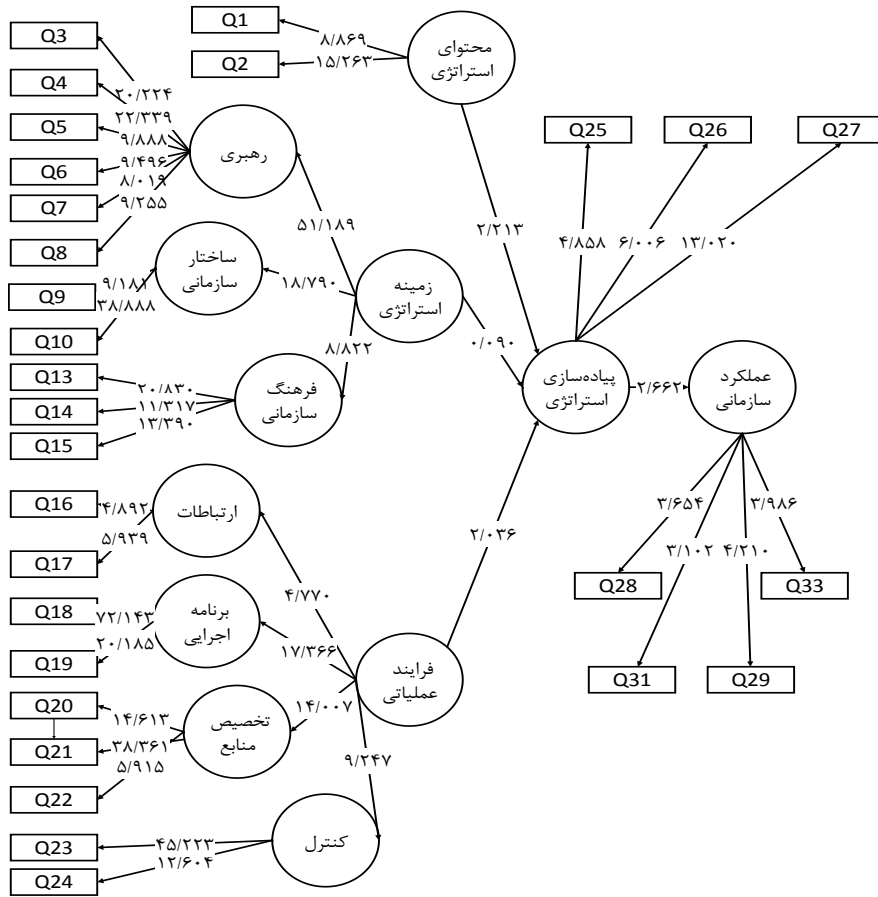 Q1
Q2
۸/۸۶۹
۱۵/۲۶۳
محتوای
استراتژی
Q3
Q4
Q5
Q6
Q7
Q8
۲۰/۲۲۴
۲۲/۳۳۹
۹/۸۸۸
۹/۴۹۶
۸/۰۱۹
۹/۲۵۵
رهبری
Q25
Q26
Q27
۴/۸۵۸
۶/۰۰۶
۱۳/۰۲۰
۵۱/۱۸۹
۲/۲۱۳
Q9
Q10
۹/۱۸۱
۳۸/۸۸۸
ساختار
سازمانی
۱۸/۷۹۰
زمینه
استراتژی
۰/۰۹۰
۸/۸۲۲
Q13
Q14
Q15
۲۰/۸۳۰
۱۱/۳۱۷
۱۳/۳۹۰
فرهنگ
سازمانی
پیاده‌سازی
استراتژی
۲/۶۶۲
عملکرد
سازمانی
Q16
Q17
۴/۸۹۲
۵/۹۳۹
ارتباطات
۴/۷۷۰
۲/۰۳۶
۳/۶۵۴
۳/۹۸۶
۳/۱۰۲
۴/۲۱۰
Q28
Q33
Q31
Q29
Q18
Q19
۷۲/۱۴۳
۲۰/۱۸۵
برنامه
اجرایی
۱۷/۳۶۶
فرایند
عملیاتی
Q20
Q21
Q22
۱۴/۶۱۳
۳۸/۳۶۱
۵/۹۱۵
تخصیص
منابع
۱۴/۰۰۷
۹/۲۴۷
Q23
Q24
۴۵/۲۲۳
۱۲/۶۰۴
کنترل